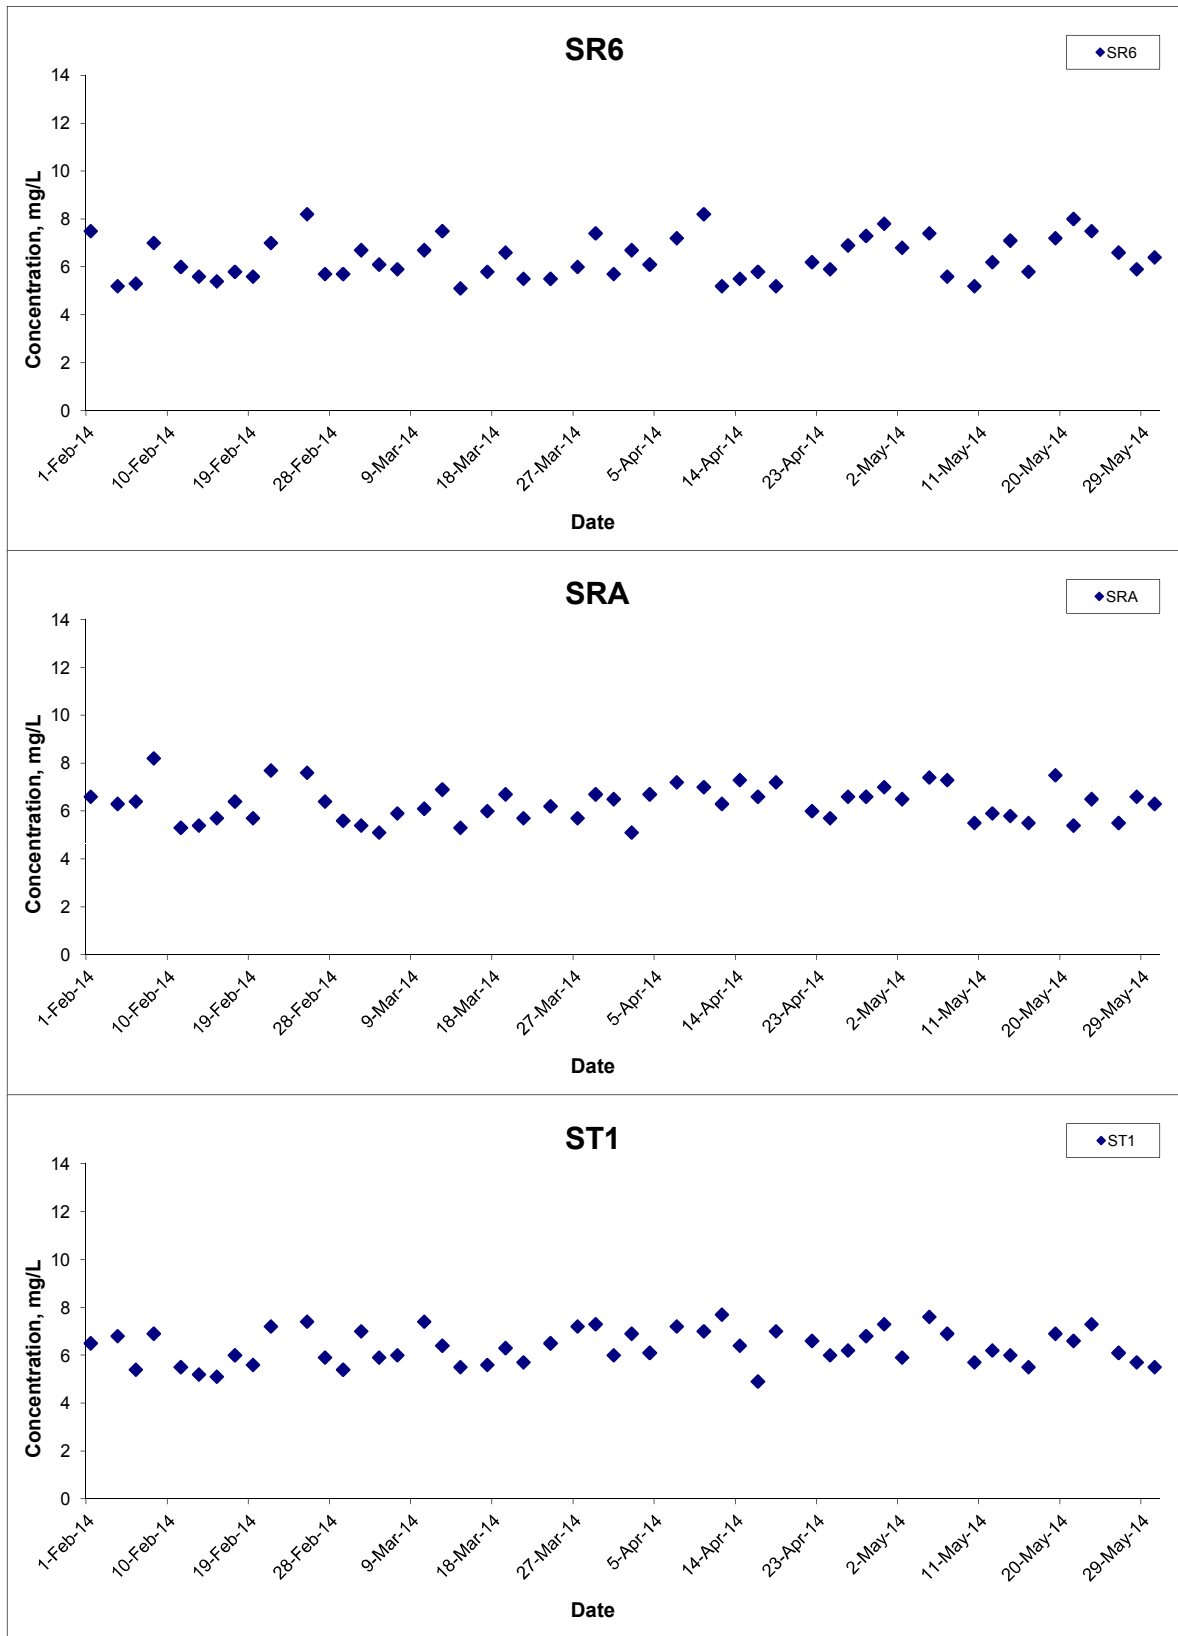 SR6
SR6
14
12
10
8
6
4
2
0
Concentration, mg/L
1-Feb-14
10-Feb-14
19-Feb-14
28-Feb-14
9-Mar-14
18-Mar-14
27-Mar-14
5-Apr-14
14-Apr-14
23-Apr-14
2-May-14
11-May-14
20-May-14
29-May-14
Date
SRA
SRA
14
12
10
8
6
4
2
0
Concentration, mg/L
1-Feb-14
10-Feb-14
19-Feb-14
28-Feb-14
9-Mar-14
18-Mar-14
27-Mar-14
5-Apr-14
14-Apr-14
23-Apr-14
2-May-14
11-May-14
20-May-14
29-May-14
Date
ST1
ST1
14
12
10
8
6
4
2
0
Concentration, mg/L
1-Feb-14
10-Feb-14
19-Feb-14
28-Feb-14
9-Mar-14
18-Mar-14
27-Mar-14
5-Apr-14
14-Apr-14
23-Apr-14
2-May-14
11-May-14
20-May-14
29-May-14
Date